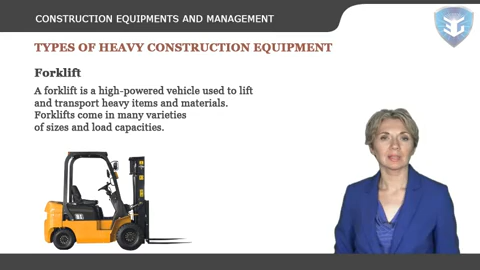 CONSTRUCTION EQUIPMENTS AND MANAGEMENT
TYPES OF HEAVY CONSTRUCTION EQUIPMENT
Forklift
A forklift is a high-powered vehicle used to lift
and transport heavy items and materials.
Forklifts come in many varieties
of sizes and load capacities.